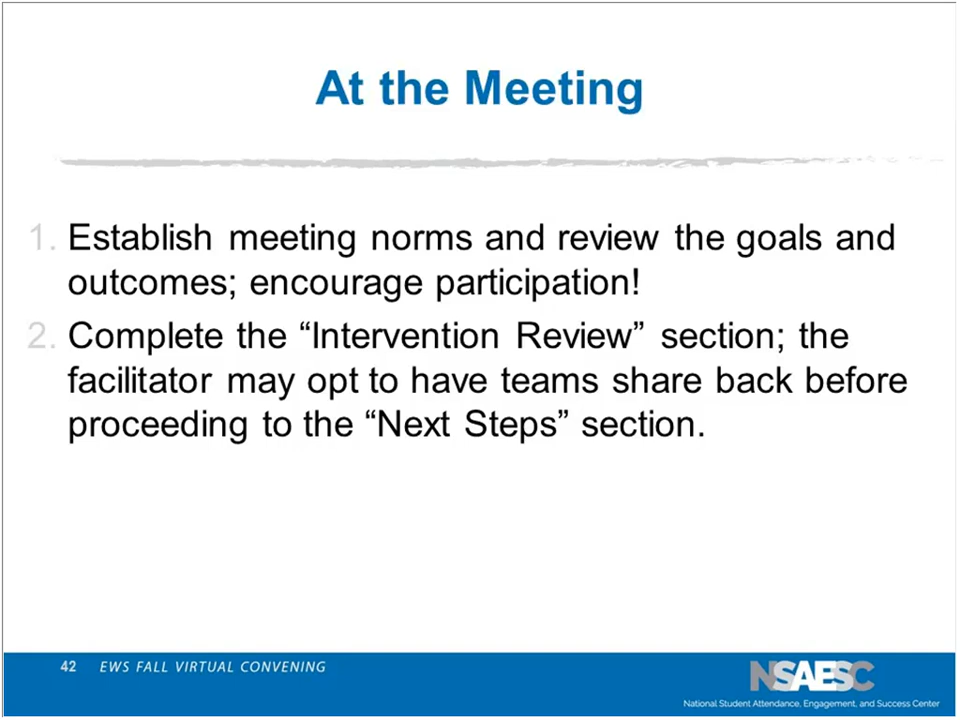 At the Meeting
1. Establish meeting norms and review the goals and
outcomes; encourage participation!
2. Complete the “Intervention Review” section; the
facilitator may opt to have teams share back before
proceeding to the “Next Steps” section.
42 EWS FALL VIRTUAL CONVENING
NSAESC
National Student Attendance, Engagement, and Success Center